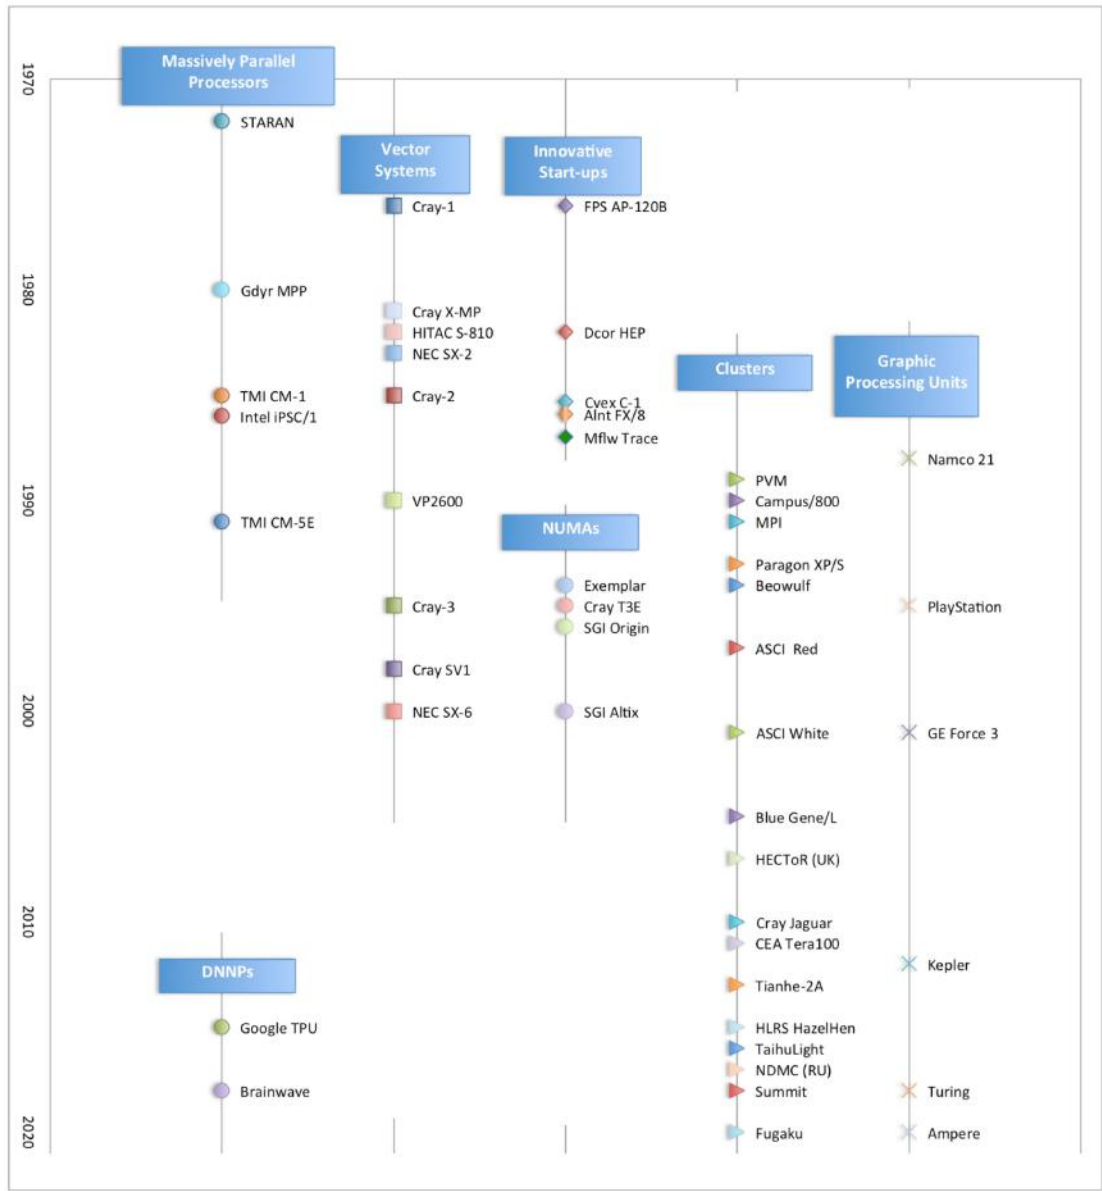 1970
1980
1990
2000
2010
2020
Massively Parallel
Processors
STARAN
Gdyr MPP
TMI CM-1
Intel iPSC/1
TMI CM-5E
DNNPs
Google TPU
Brainwave
Vector
Systems
Cray-1
Cray X-MP
HITAC S-810
NEC SX-2
Cray-2
VP2600
Cray-3
Cray SV1
NEC SX-6
Innovative
Start-ups
FPS AP-120B
Dcor HEP
Cvex C-1
Alnt FX/8
Mflw Trace
NUMAs
Exemplar
Cray T3E
SGI Origin
SGI Altix
Clusters
PVM
Campus/800
MPI
Paragon XP/S
Beowulf
ASCI Red
ASCI White
Blue Gene/L
HECToR (UK)
Cray Jaguar
CEA Tera100
Tianhe-2A
HLRS HazelHen
TaihuLight
NDMC (RU)
Summit
Fugaku
Graphic
Processing Units
Namco 21
PlayStation
GE Force 3
Kepler
Turing
Ampere